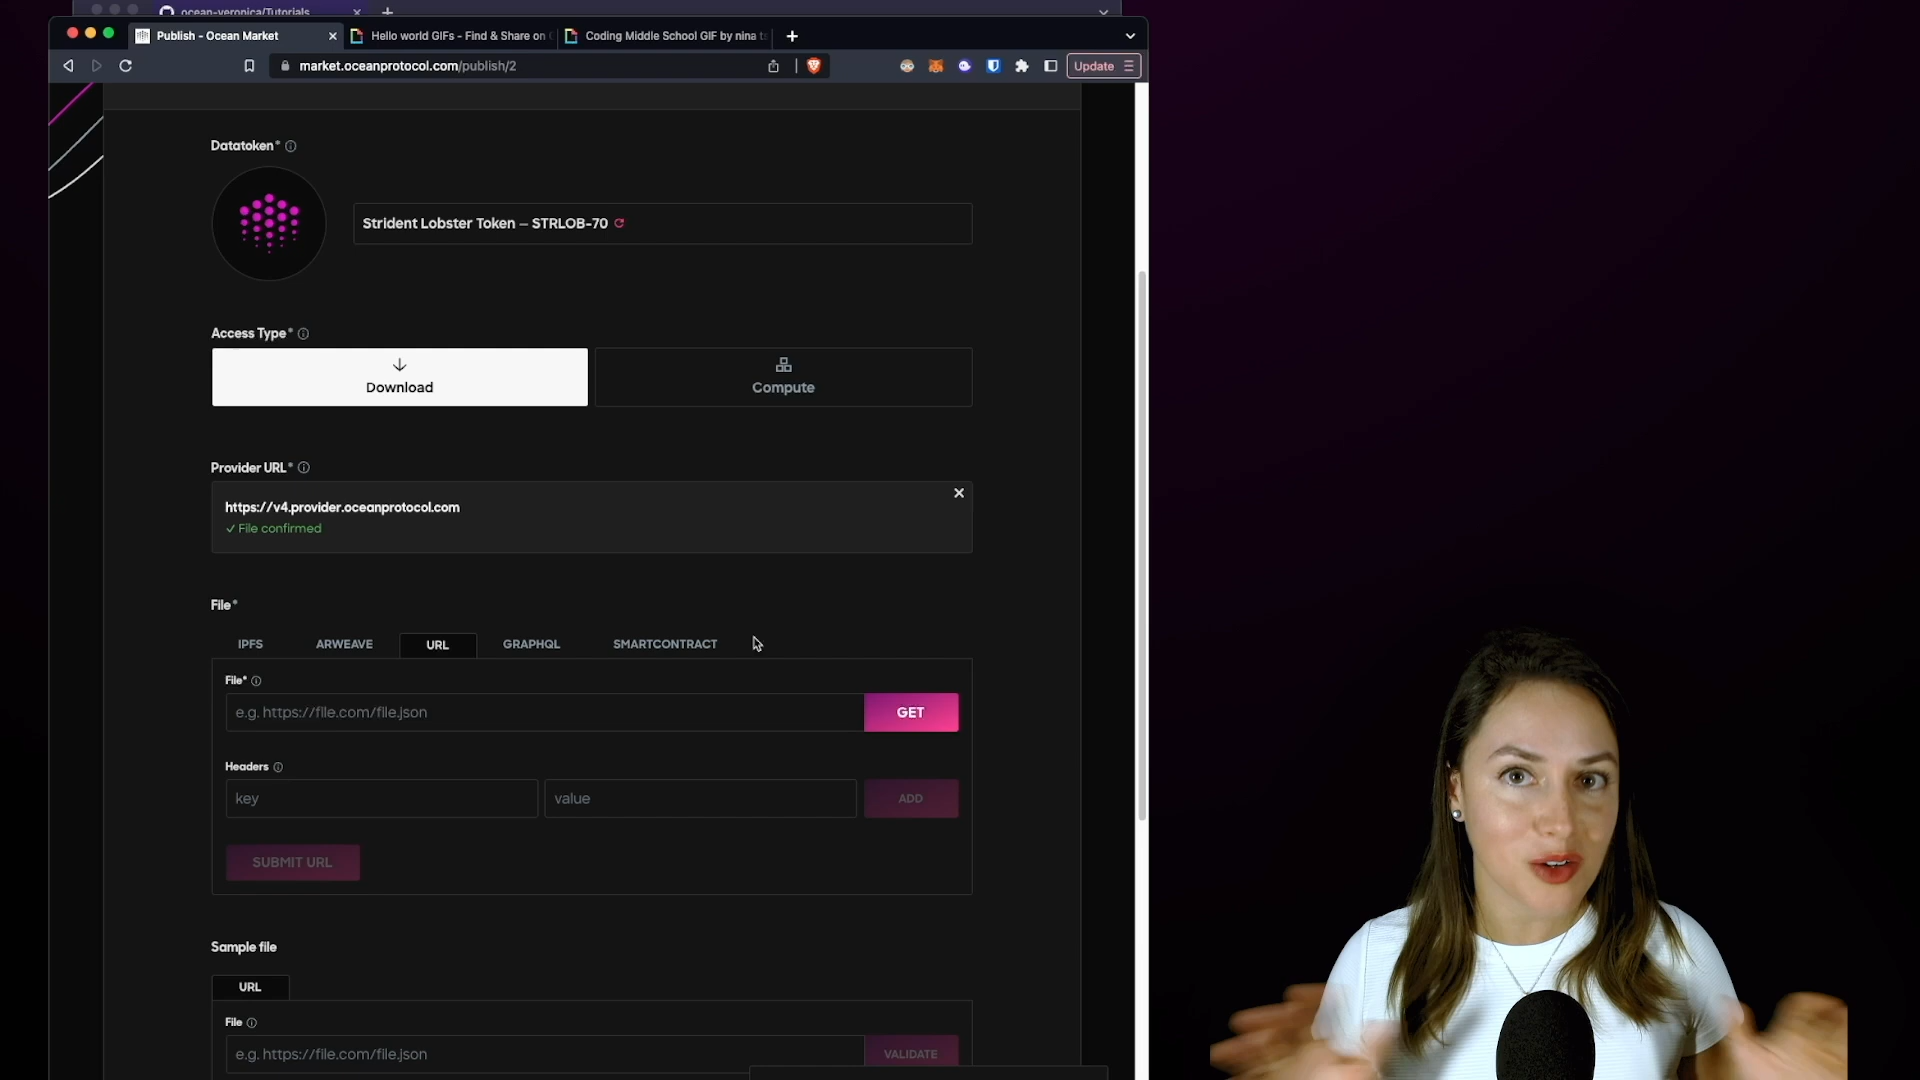 ocean-veronica/Tutorials
Publish - Ocean Market
Hello world GIFs - Find & Share on
Coding Middle School GIF by nina
market.oceanprotocol.com/publish/2
Update
Datatoken*
Strident Lobster Token — STRLOB-70
Access Type*
Download
Compute
Provider URL*
https://v4.provider.oceanprotocol.com
✓ File confirmed
File*
IPFS
ARWEAVE
URL
GRAPHQL
SMARTCONTRACT
File*
e.g. https://file.com/file.json
GET
Headers
key
value
ADD
SUBMIT URL
Sample file
URL
File
e.g. https://file.com/file.json
VALIDATE